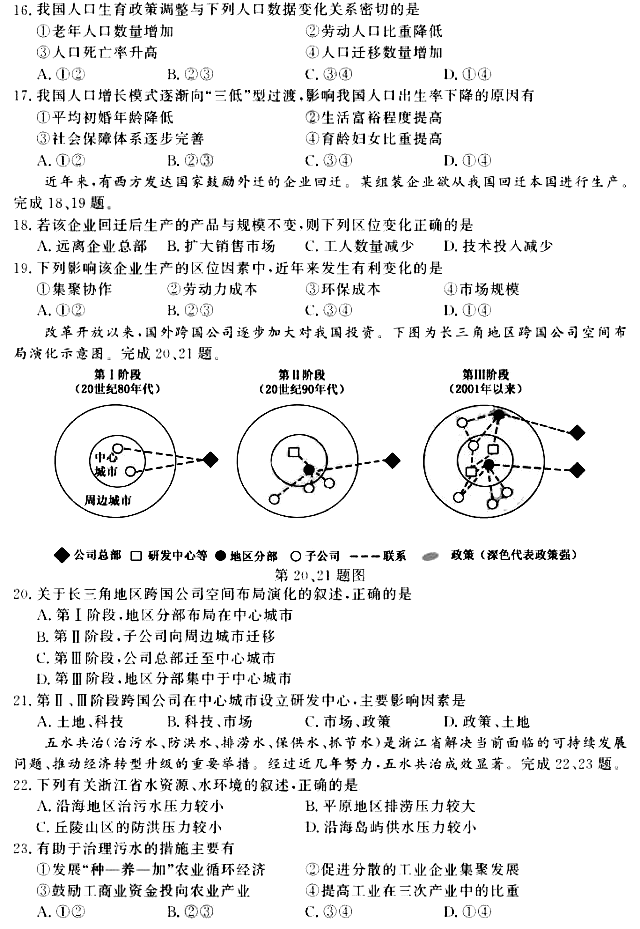 16.我国人口生育政策调整与下列人口数据变化关系密切的是
①老年人口数量增加 ②劳动人口比重降低
③人口死亡率升高 ④人口迁移数量增加
A.①② B.②③ C.③④ D.①④
17.我国人口增长模式逐渐向“三低”型过渡,影响我国人口出生率下降的原因有
①平均初婚年龄降低 ②生活富裕程度提高
③社会保障体系逐步完善 ④育龄妇女比重提高
A.①② B.②③ C.③④ D.①④
近年来,有西方发达国家鼓励外迁的企业回迁。某组装企业欲从我国回迁本国进行生产。
完成18、19题。
18.若该企业回迁后生产的产品与规模不变,则下列区位变化正确的是
A.远离企业总部 B.扩大销售市场 C.工人数量减少 D.技术投入减少
19.下列影响该企业生产的区位因素中,近年来发生有利变化的是
①集聚协作 ②劳动力成本 ③环保成本 ④市场规模
A.①② B.②③ C.③④ D.①④
改革开放以来,国外跨国公司逐步加大对我国投资。下图为长三角地区跨国公司空间布
局演化示意图。完成20、21题。
第Ⅰ阶段 第Ⅱ阶段 第Ⅲ阶段
(20世纪80年代) (20世纪90年代) (2001年以来)
中心
城市
周边城市
公司总部 研发中心等 地区分部 子公司 联系 政策(深色代表政策强)
第20、21题图
20.关于长三角地区跨国公司空间布局演化的叙述,正确的是
A.第Ⅰ阶段,地区分部布局在中心城市
B.第Ⅱ阶段,子公司向周边城市迁移
C.第Ⅲ阶段,公司总部迁至中心城市
D.第Ⅲ阶段,地区分部集中于中心城市
21.第Ⅱ、Ⅲ阶段跨国公司在中心城市设立研发中心,主要影响因素是
A.土地、科技 B.科技、市场 C.市场、政策 D.政策、土地
五水共治(治污水、防洪水、排涝水、保供水、抓节水)是浙江省解决当前面临的可持续发展
问题、推动经济转型升级的重要举措。经过近几年努力,五水共治成效显著。完成22、23题。
22.下列有关浙江省水资源、水环境的叙述,正确的是
A.沿海地区治污水压力较小 B.平原地区排涝压力较大
C.丘陵山区的防洪压力较小 D.沿海岛屿供水压力较小
23.有助于治理污水的措施主要有
①发展“种—养—加”农业循环经济 ②促进分散的工业企业集聚发展
③鼓励工商业资金投向农业产业 ④提高工业在三次产业中的比重
A.①② B.②③ C.③④ D.①④